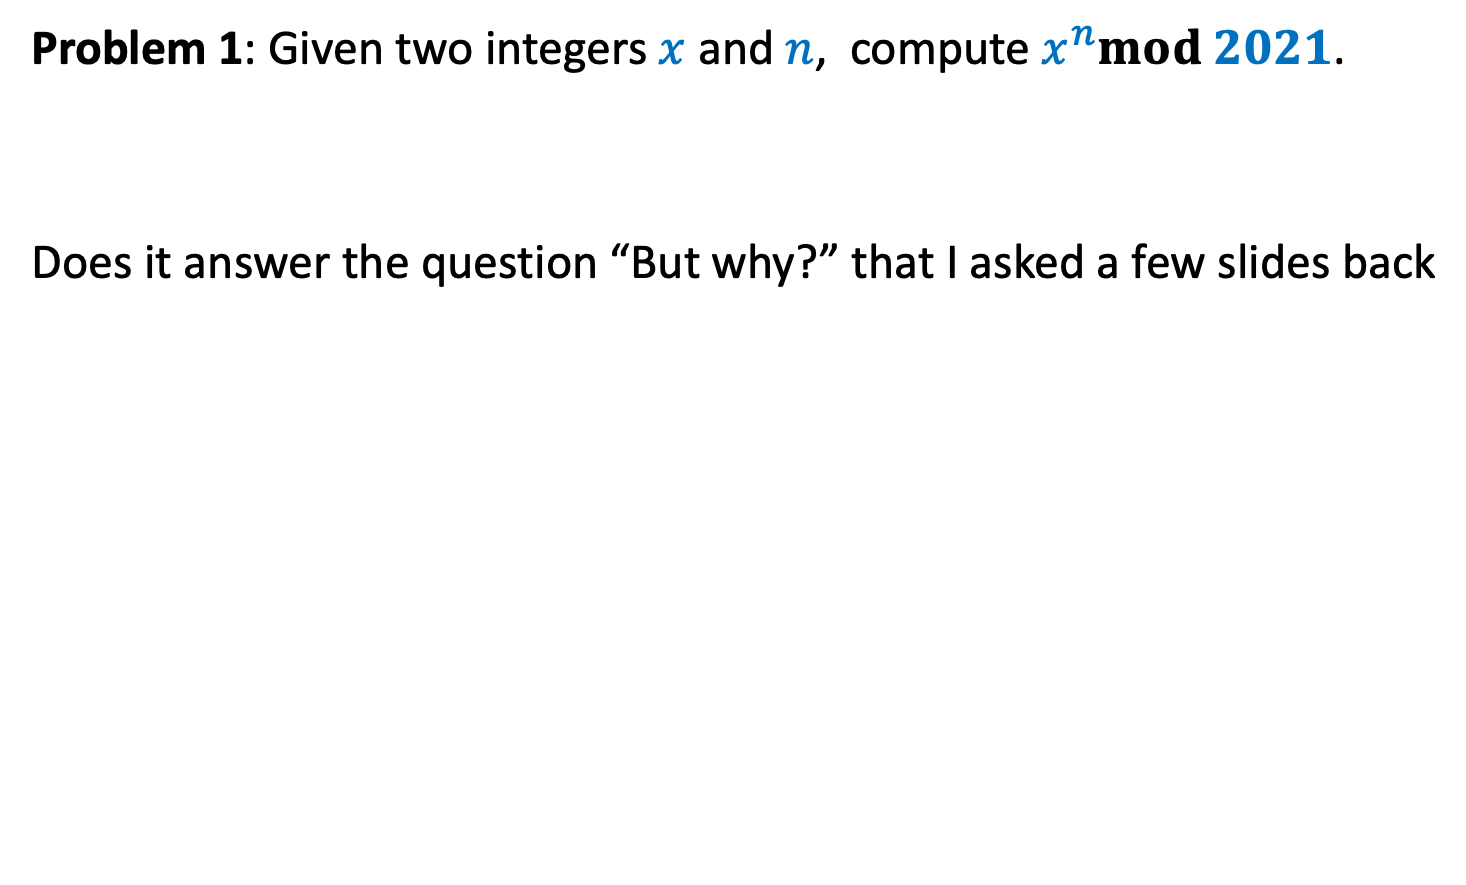 Problem 1: Given two integers x and n,  compute xⁿ mod 2021.
Does it answer the question “But why?” that I asked a few slides back